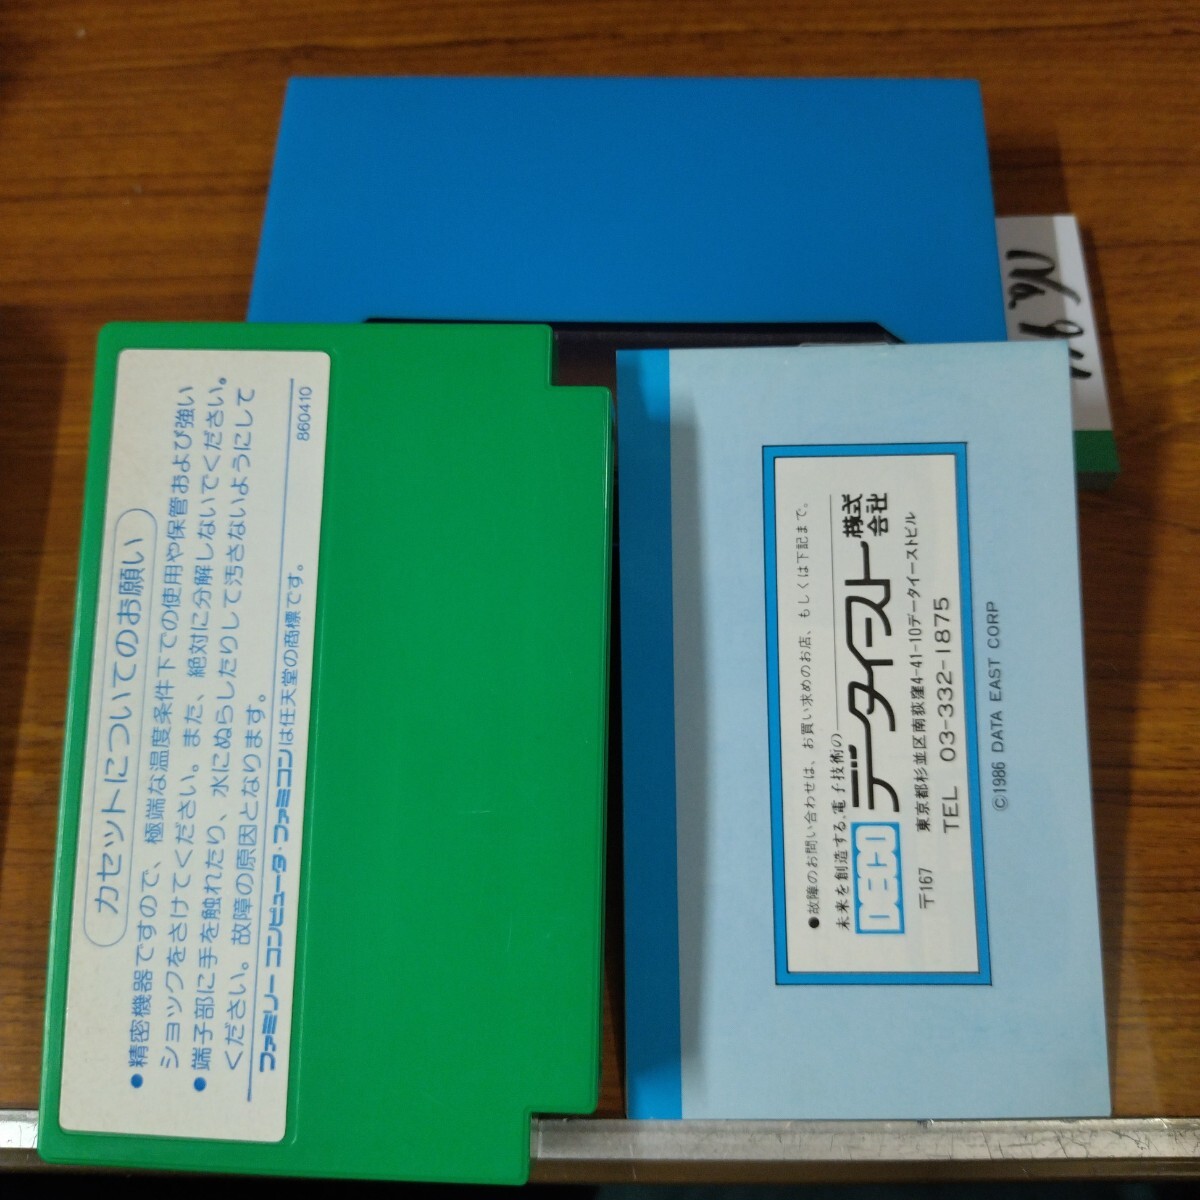 カセットについてのお願い
●精密機器ですので、極端な温度条件下での使用や保管および強い
ショックをさけてください。また、絶対に分解しないでください。
●端子部に手を触れたり、水にぬらしたりして汚さないようにして
ください。故障の原因となります。
ファミリーコンピュータ・ファミコンは任天堂の商標です。
860410
●故障のお問い合わせは、お買い求めのお店、もしくは下記まで。
未来を創造する、電子技術の
DECO データイースト株式会社
〒167 東京都杉並区南荻窪4-41-10データイーストビル
TEL 03-332-1875
©1986 DATA EAST CORP